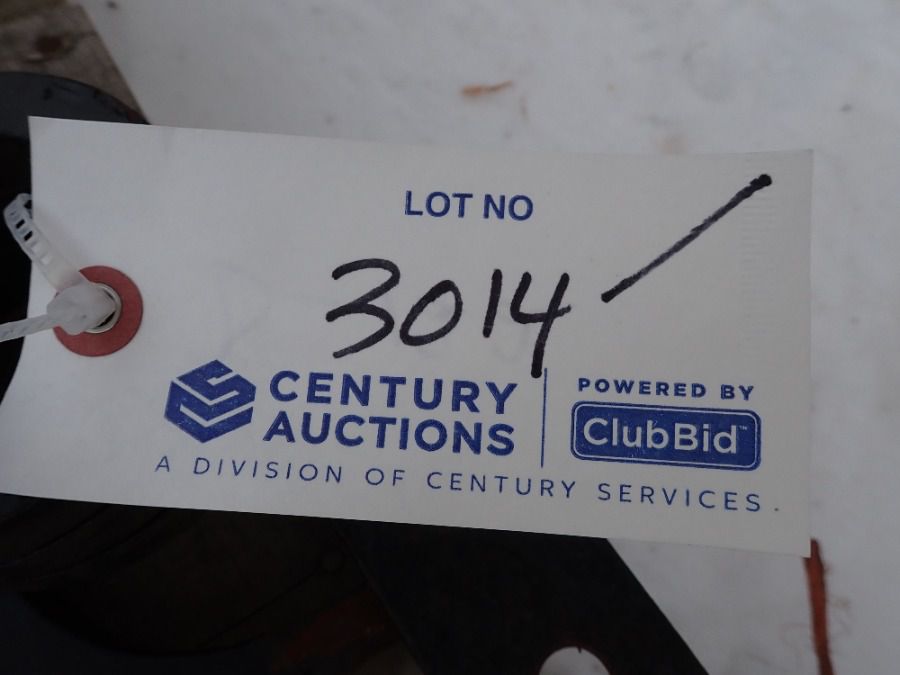 LOT NO
3014 /
CENTURY
AUCTIONS
POWERED BY
ClubBid™
A DIVISION OF CENTURY SERVICES.